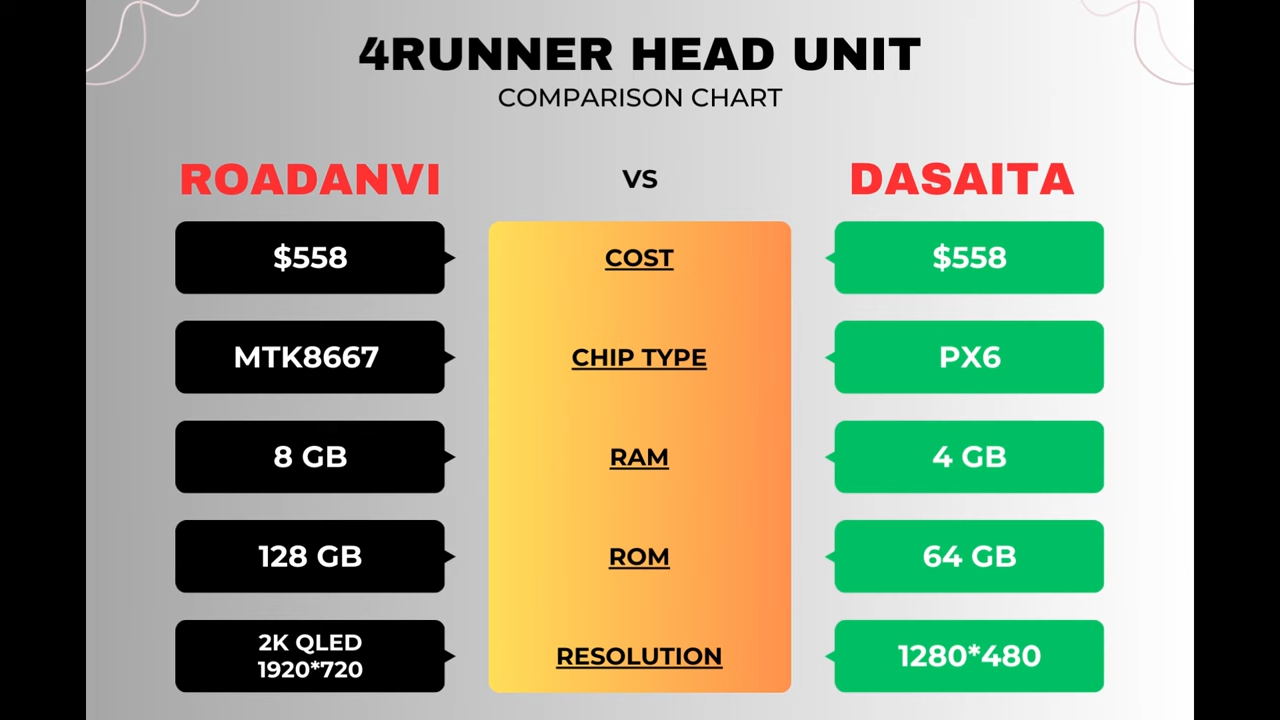 4RUNNER HEAD UNIT
COMPARISON CHART
ROADANVI VS DASAITA
$558 COST $558
MTK8667 CHIP TYPE PX6
8 GB RAM 4 GB
128 GB ROM 64 GB
2K QLED
1920*720 RESOLUTION 1280*480